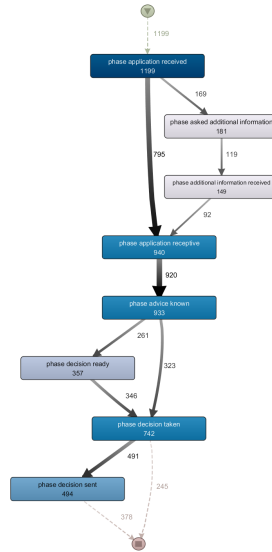 1199
phase application received
1199
169
phase asked additional information
181
795
119
phase additional information received
149
92
phase application receptive
940
920
phase advice known
933
261
323
phase decision ready
357
346
phase decision taken
742
491
245
phase decision sent
494
378